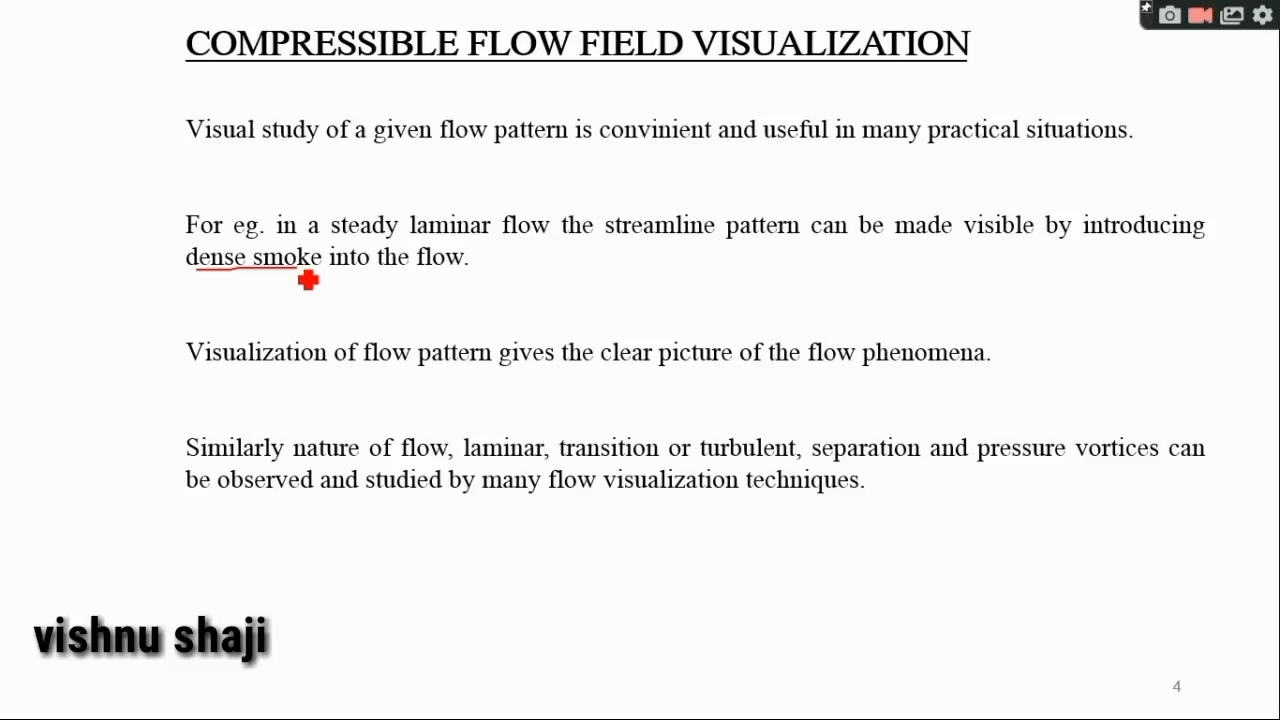 COMPRESSIBLE FLOW FIELD VISUALIZATION
Visual study of a given flow pattern is convinient and useful in many practical situations.
For eg. in a steady laminar flow the streamline pattern can be made visible by introducing
dense smoke into the flow.
Visualization of flow pattern gives the clear picture of the flow phenomena.
Similarly nature of flow, laminar, transition or turbulent, separation and pressure vortices can
be observed and studied by many flow visualization techniques.
vishnu shaji
4